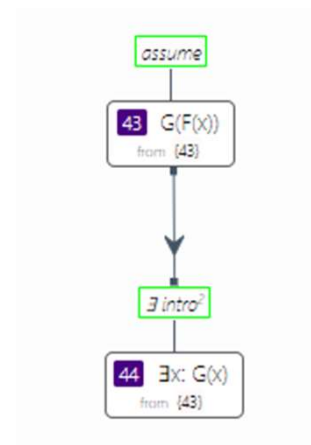 assume
43 G(F(x))
from {43}
∃ intro²
44 ∃x: G(x)
from {43}